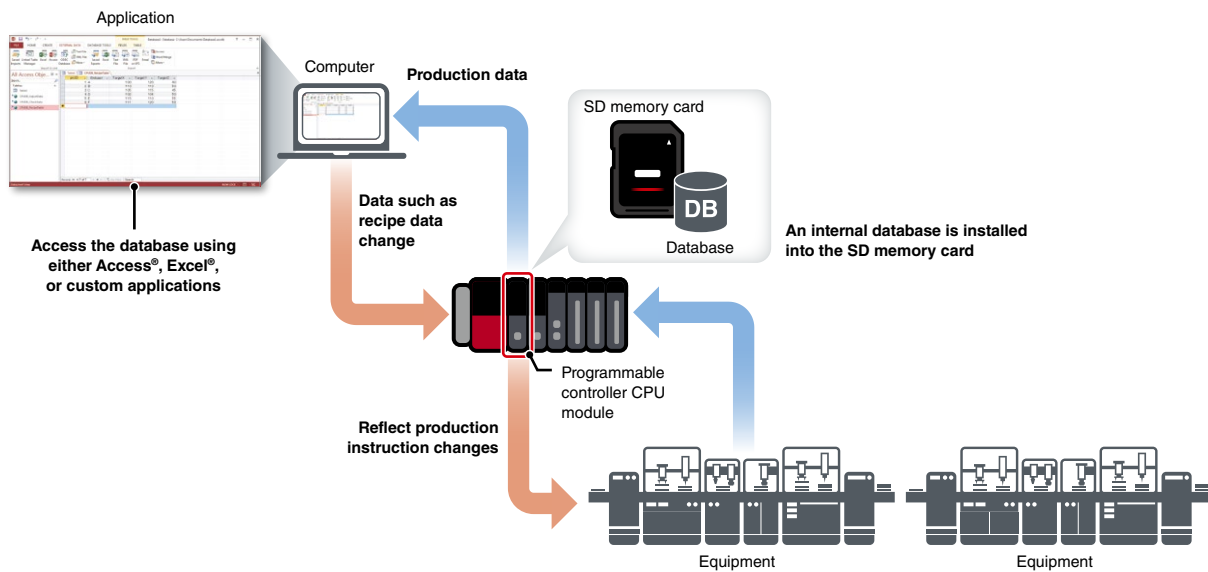 Application
Computer
Production data
SD memory card
DB
Database
An internal database is installed
into the SD memory card
Data such as
recipe data
change
Access the database using
either Access®, Excel®,
or custom applications
Programmable
controller CPU
module
Reflect production
instruction changes
Equipment
Equipment